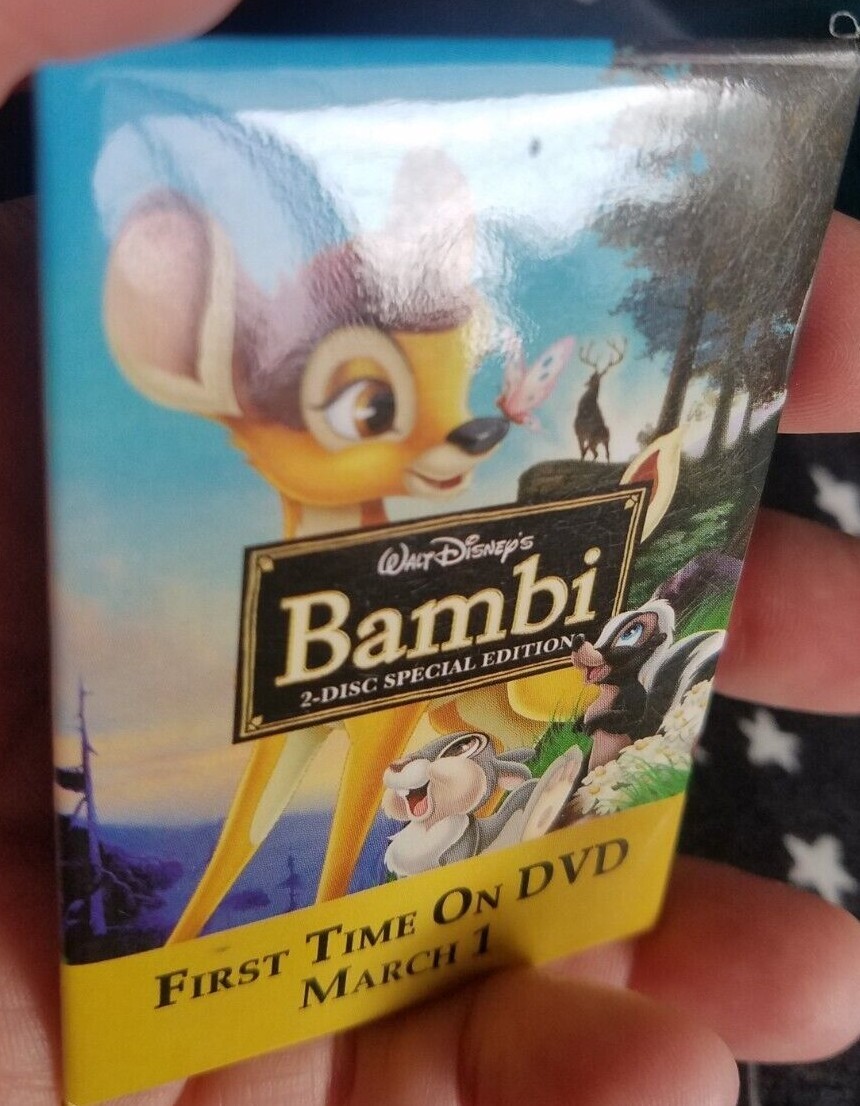 Walt Disney's
Bambi
2-DISC SPECIAL EDITION
FIRST TIME ON DVD
MARCH 1